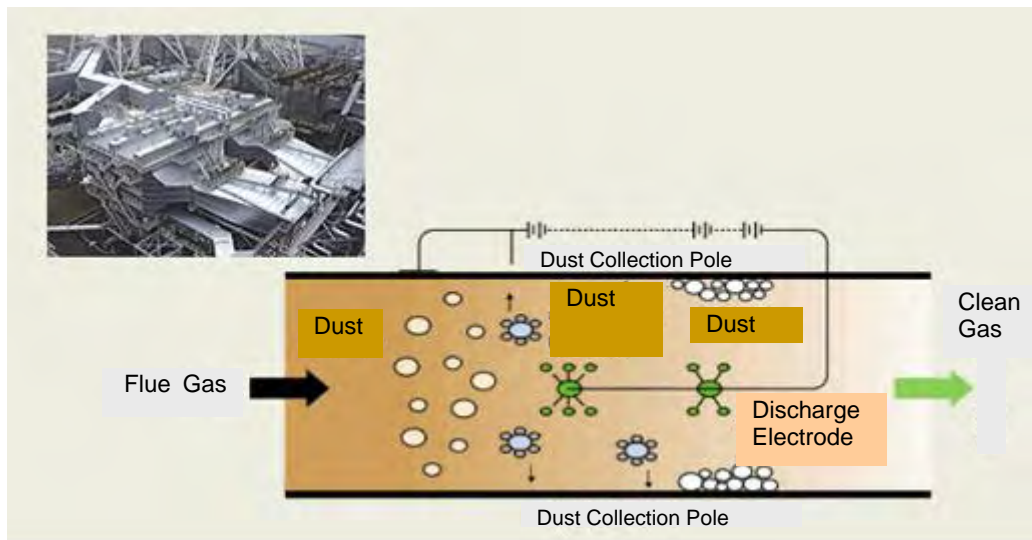 Dust Collection Pole
Dust
Dust
Dust
Clean
Gas
Flue Gas
Discharge
Electrode
Dust Collection Pole